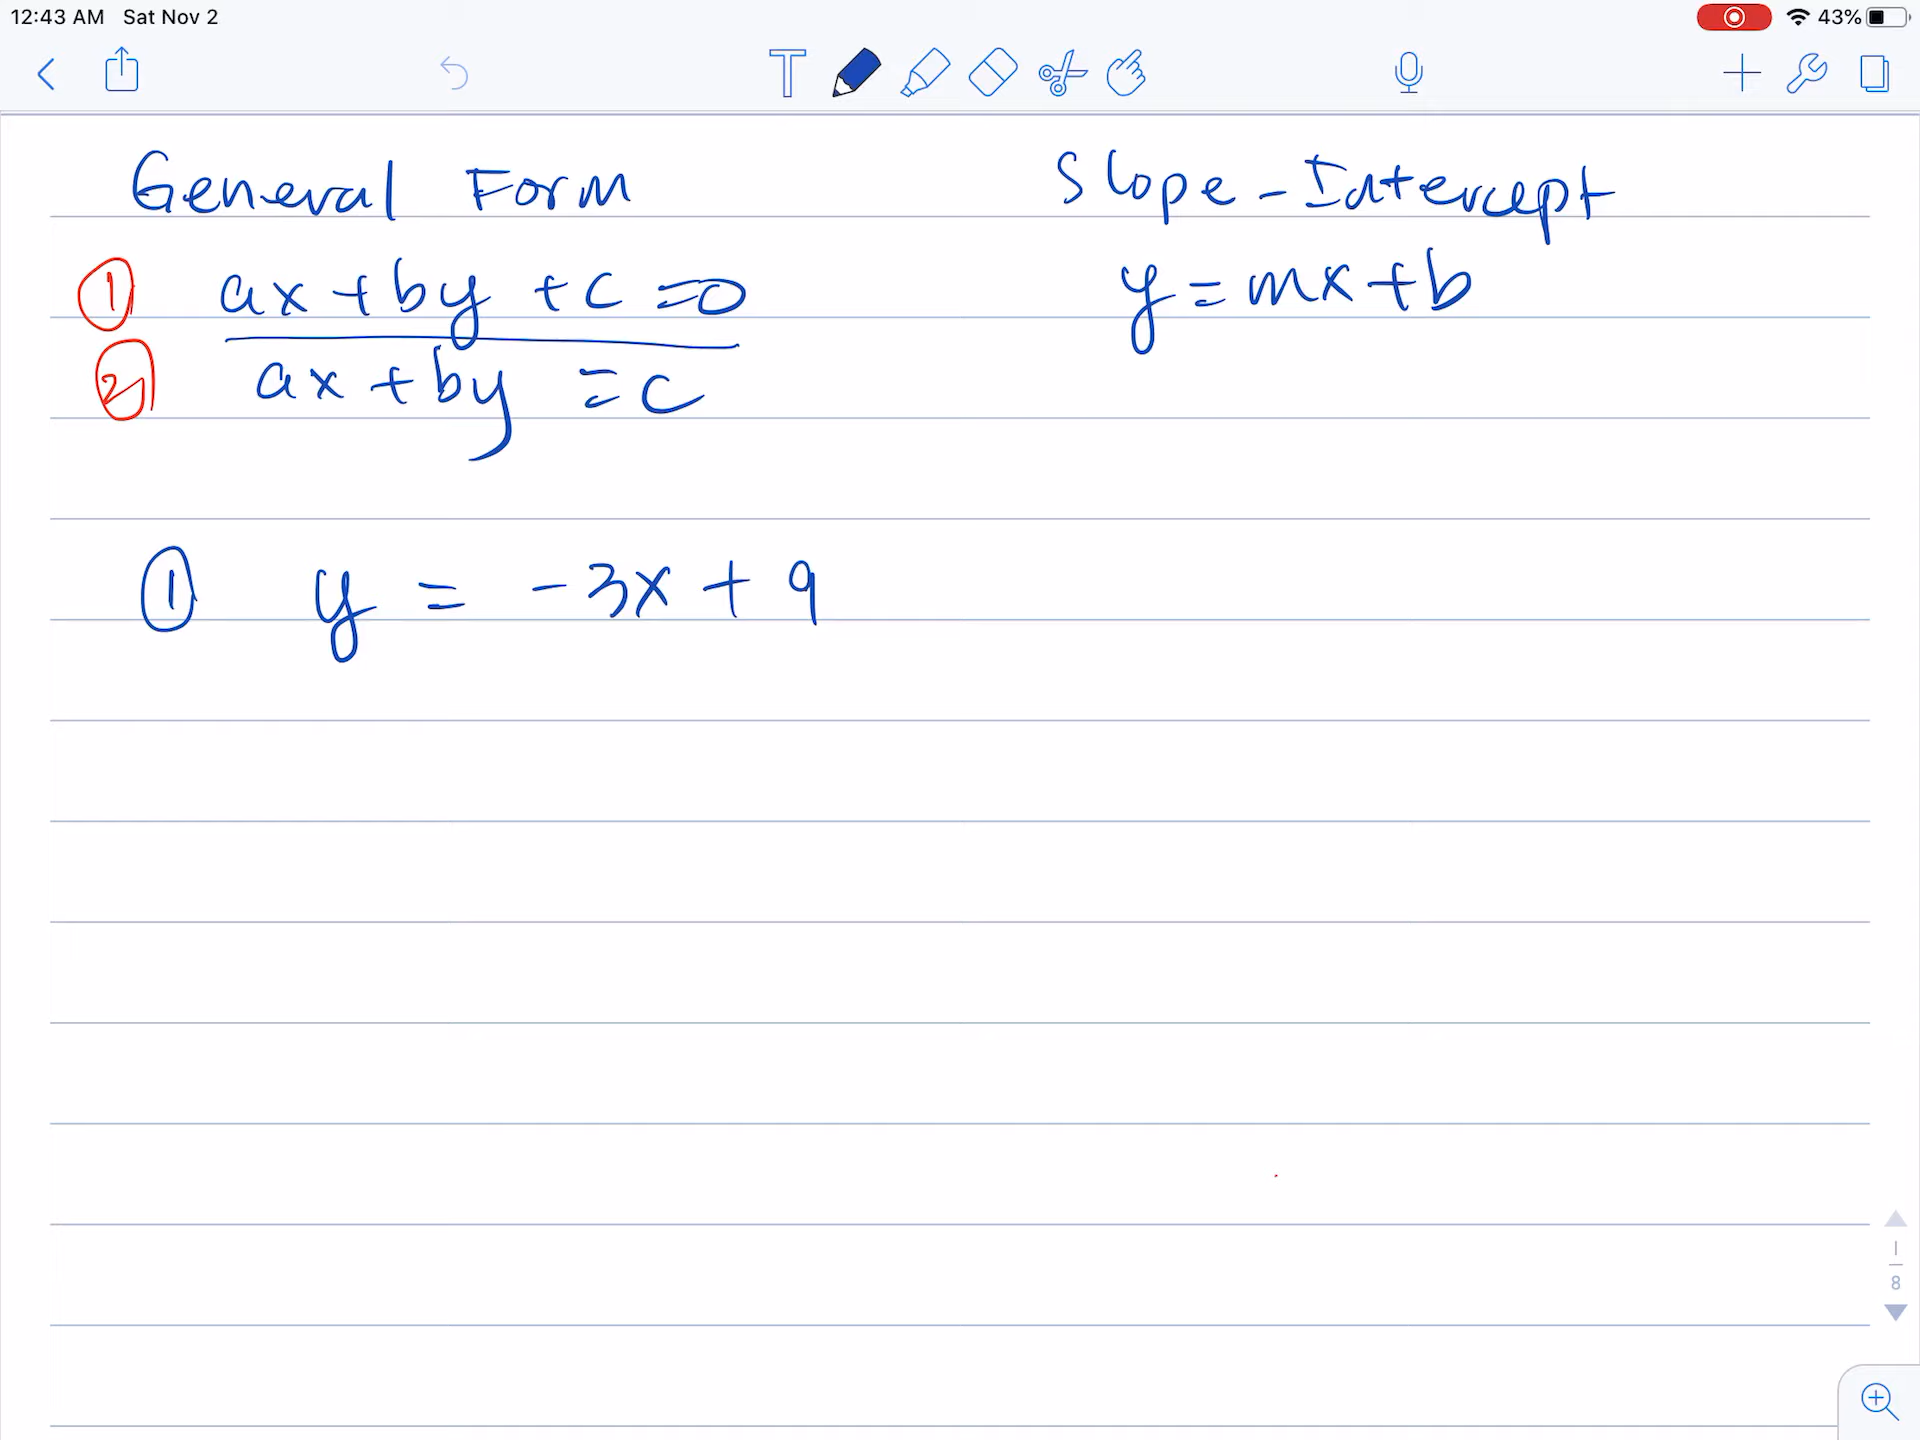 12:43 AM Sat Nov 2
43%
T
General Form
Slope-Intercept
① ax + by + c = 0
y = mx + b
② ax + by = c
① y = -3x + 9
1
8